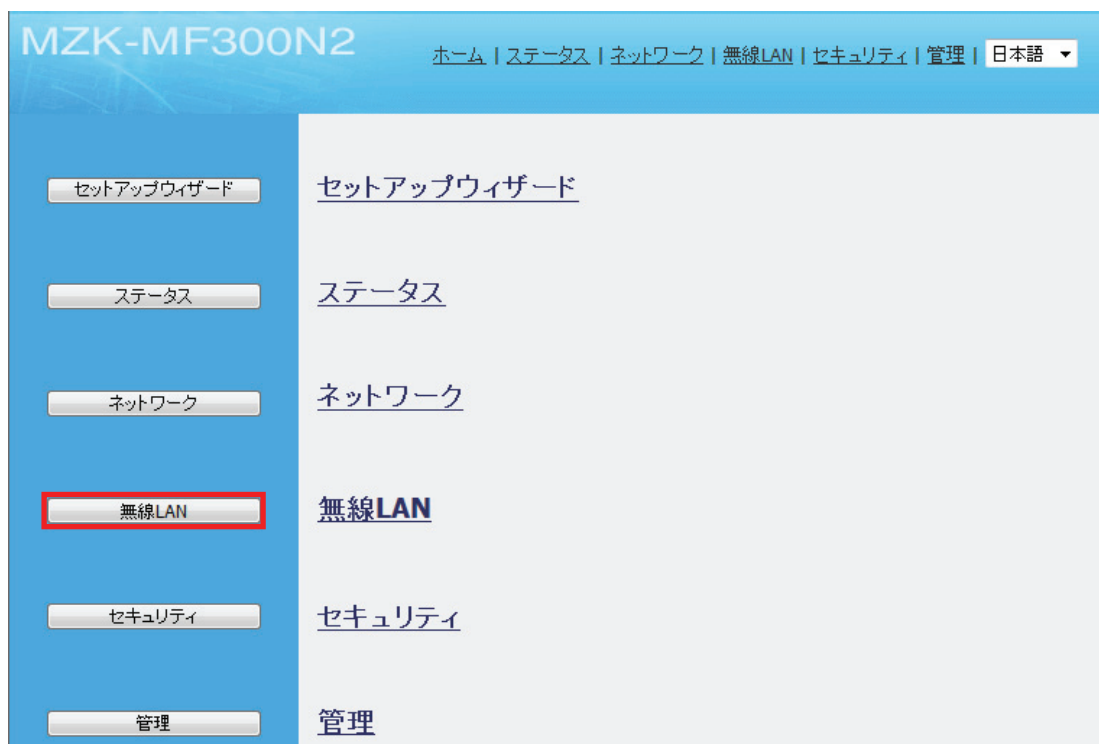 MZK-MF300N2
ホーム | ステータス | ネットワーク | 無線LAN | セキュリティ | 管理 | 日本語
セットアップウィザード セットアップウィザード
ステータス ステータス
ネットワーク ネットワーク
無線LAN 無線LAN
セキュリティ セキュリティ
管理 管理